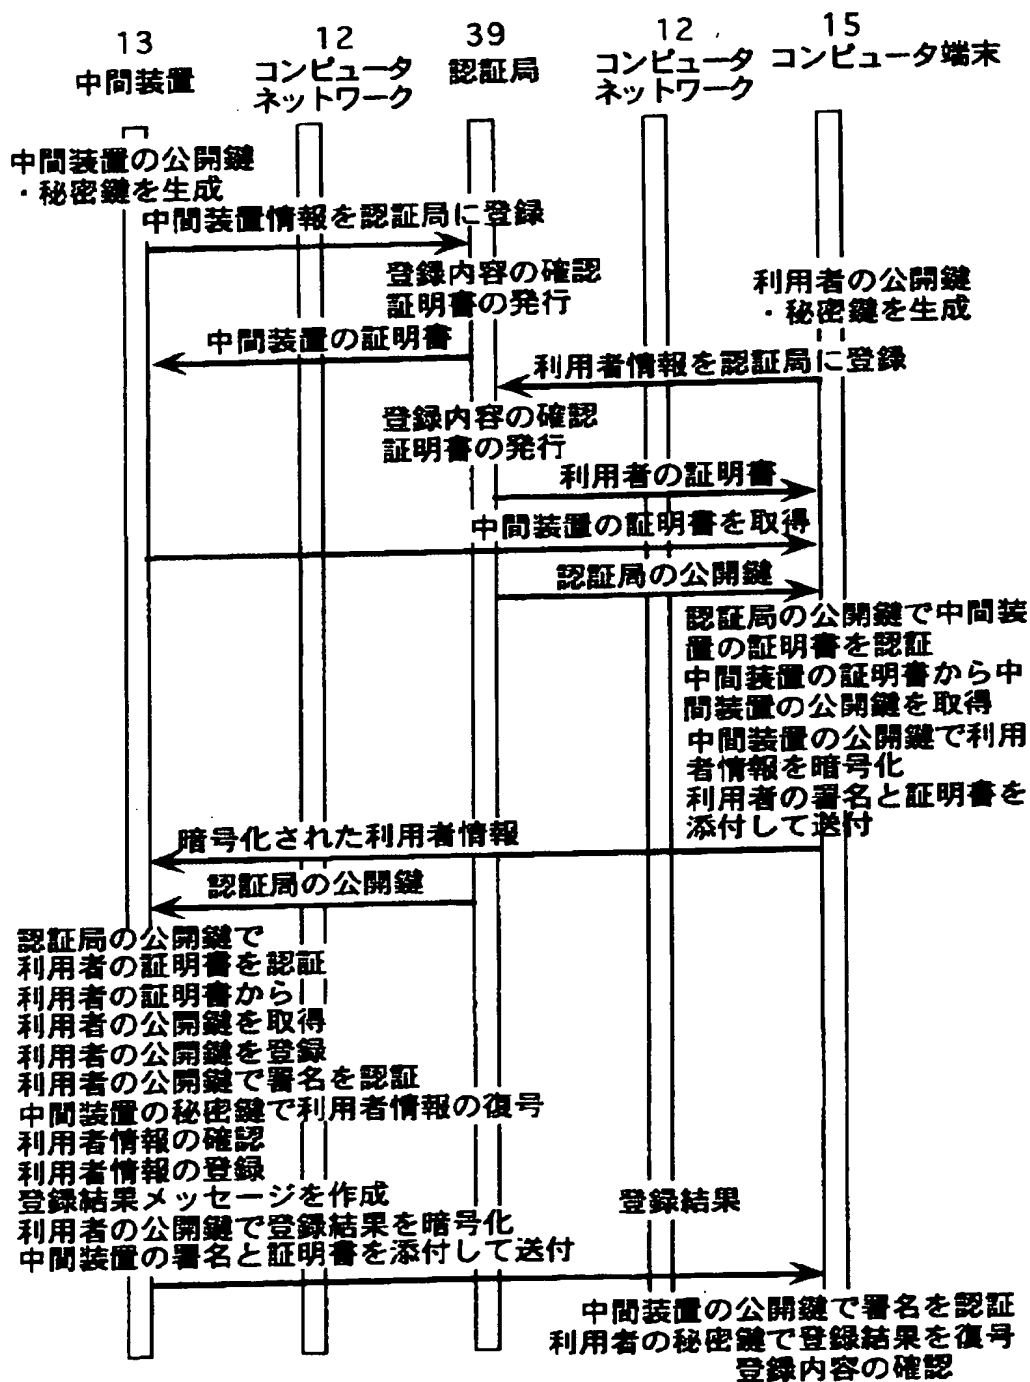 13
中間装置
12
コンピュータ
ネットワーク
39
認証局
12
コンピュータ
ネットワーク
15
コンピュータ端末
中間装置の公開鍵
・秘密鍵を生成
中間装置情報を認証局に登録
登録内容の確認
証明書の発行
利用者の公開鍵
・秘密鍵を生成
中間装置の証明書
利用者情報を認証局に登録
登録内容の確認
証明書の発行
利用者の証明書
中間装置の証明書を取得
認証局の公開鍵
認証局の公開鍵で中間装
置の証明書を認証
中間装置の証明書から中
間装置の公開鍵を取得
中間装置の公開鍵で利用
者情報を暗号化
利用者の署名と証明書を
添付して送付
暗号化された利用者情報
認証局の公開鍵
認証局の公開鍵で
利用者の証明書を認証
利用者の証明書から
利用者の公開鍵を取得
利用者の公開鍵を登録
利用者の公開鍵で署名を認証
中間装置の秘密鍵で利用者情報の復号
利用者情報の確認
利用者情報の登録
登録結果メッセージを作成
利用者の公開鍵で登録結果を暗号化
中間装置の署名と証明書を添付して送付
登録結果
中間装置の公開鍵で署名を認証
利用者の秘密鍵で登録結果を復号
登録内容の確認